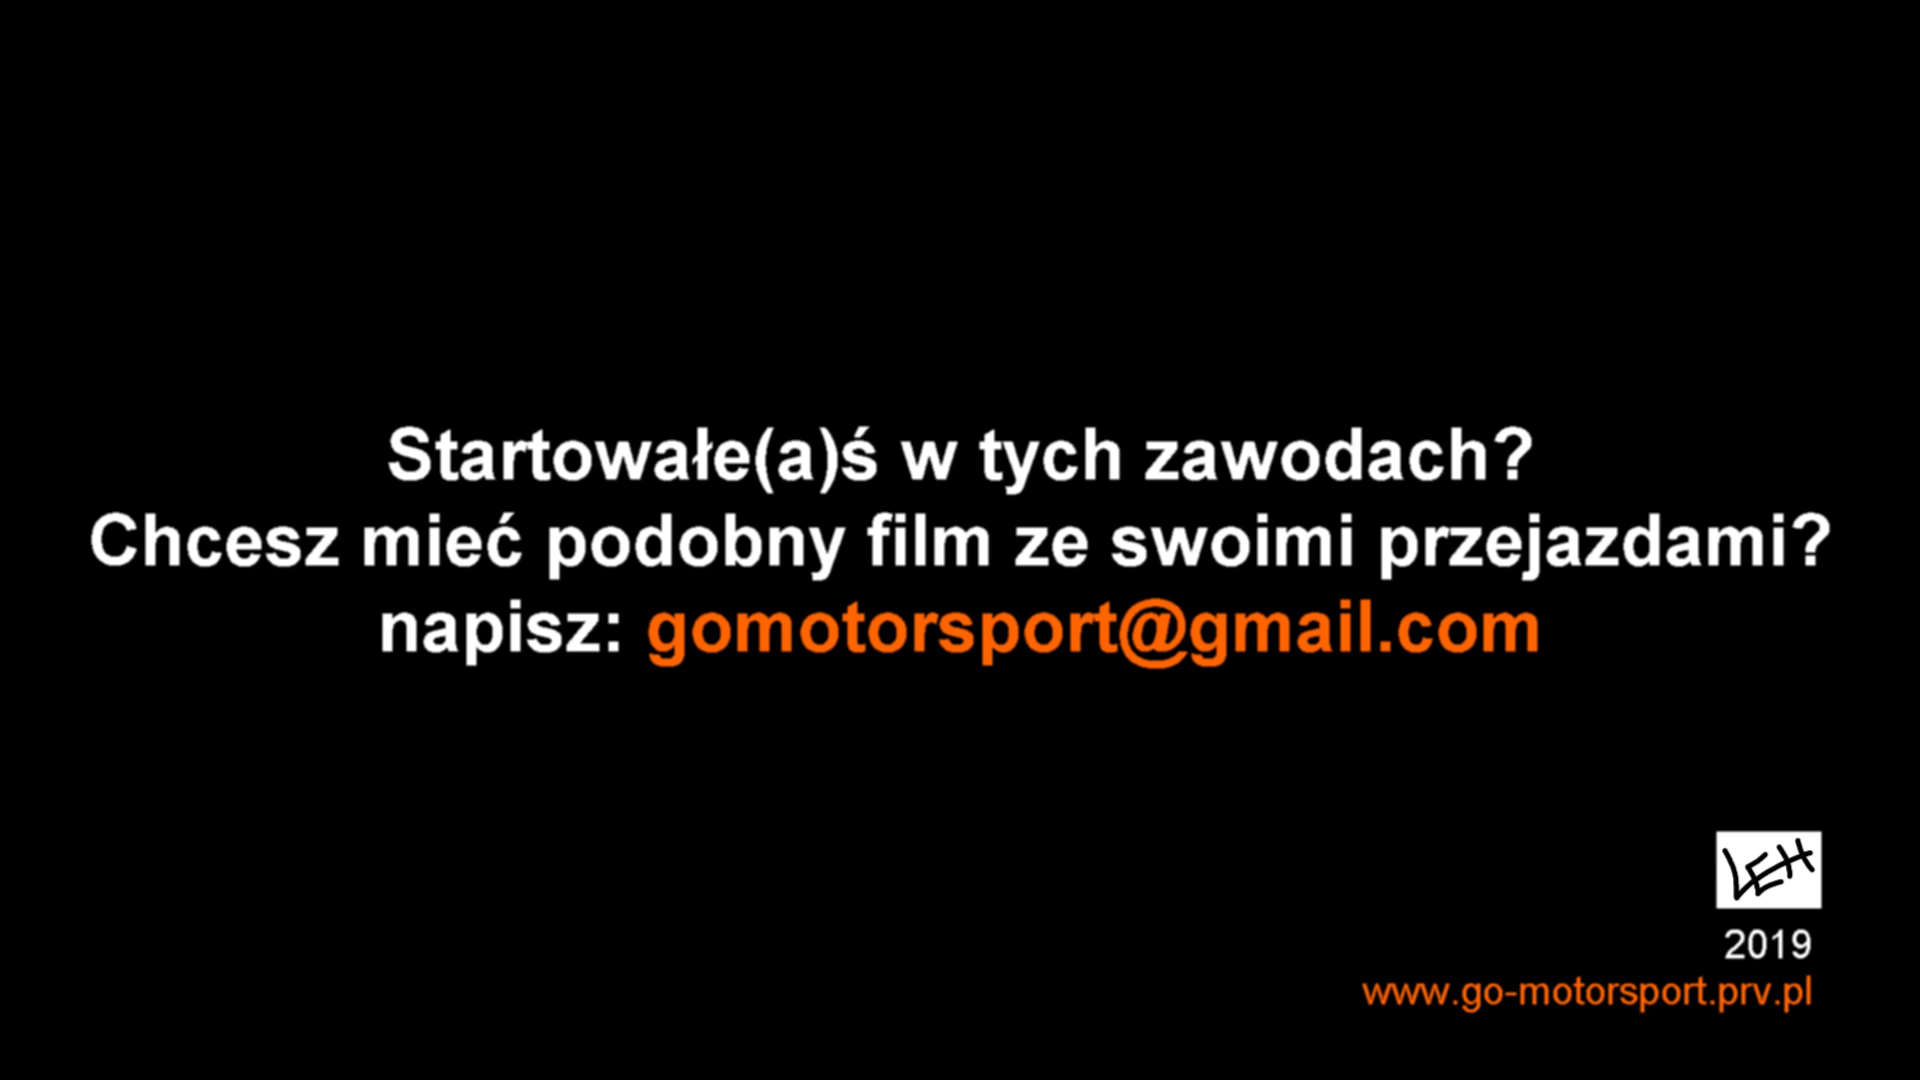 Startowałe(a)ś w tych zawodach?
Chcesz mieć podobny film ze swoimi przejazdami?
napisz: gomotorsport@gmail.com
LEH
2019
www.go-motorsport.prv.pl